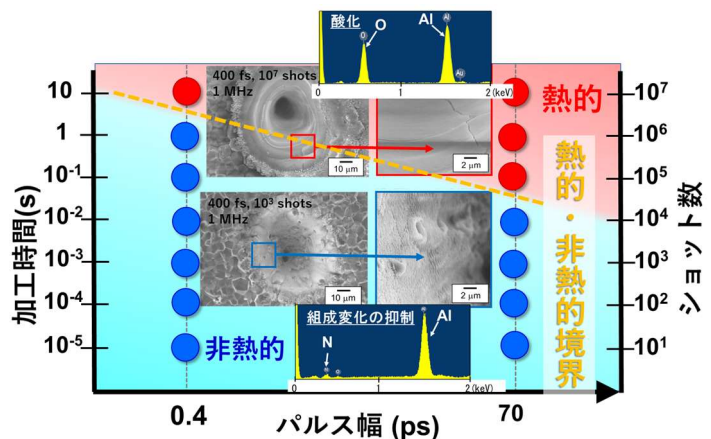 酸化
O
Al
O
Al
Au
0
1
2 (keV)
400 fs, 10⁷ shots
1 MHz
10 μm
2 μm
熱的
400 fs, 10³ shots
1 MHz
10 μm
2 μm
熱的・非熱的境界
非熱的
組成変化の抑制
N
Al
0
1
2 (keV)
加工時間(s)
10
1
10⁻¹
10⁻²
10⁻³
10⁻⁴
10⁻⁵
ショット数
10⁷
10⁶
10⁵
10⁴
10³
10²
10¹
0.4
パルス幅 (ps)
70